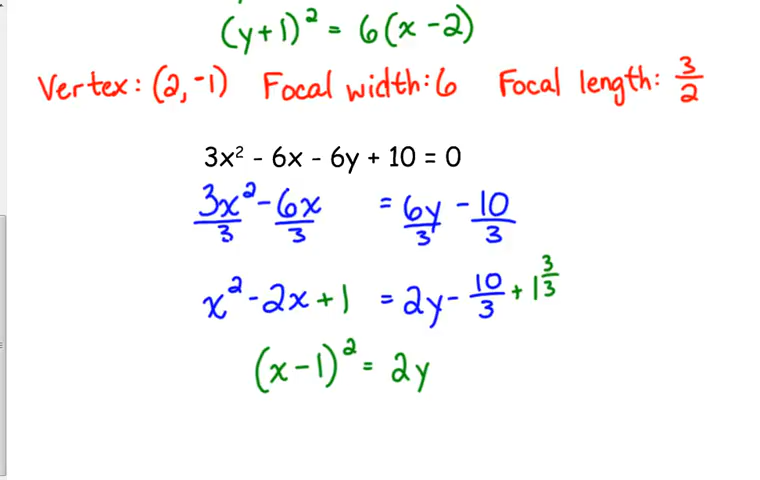 (y+1)² = 6(x-2)
Vertex: (2,-1) Focal width: 6 Focal length: 3/2
3x² - 6x - 6y + 10 = 0
3x²/3 - 6x/3 = 6y/3 - 10/3
x² - 2x + 1 = 2y - 10/3 + 1 3/3
(x-1)² = 2y